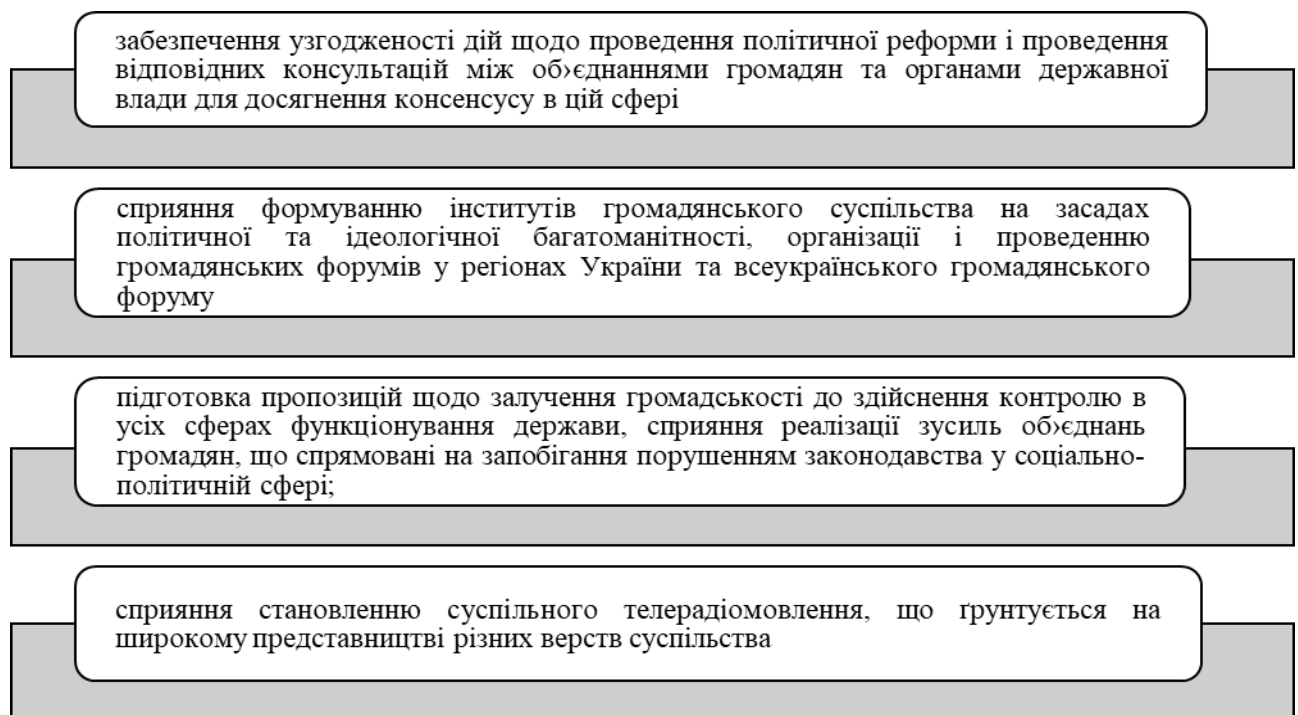 забезпечення узгодженості дій щодо проведення політичної реформи і проведення
відповідних консультацій між об›єднаннями громадян та органами державної
влади для досягнення консенсусу в цій сфері
сприяння формуванню інститутів громадянського суспільства на засадах
політичної та ідеологічної багатоманітності, організації і проведенню
громадянських форумів у регіонах України та всеукраїнського громадянського
форуму
підготовка пропозицій щодо залучення громадськості до здійснення контролю в
усіх сферах функціонування держави, сприяння реалізації зусиль об›єднань
громадян, що спрямовані на запобігання порушенням законодавства у соціально-
політичній сфері;
сприяння становленню суспільного телерадіомовлення, що ґрунтується на
широкому представництві різних верств суспільства